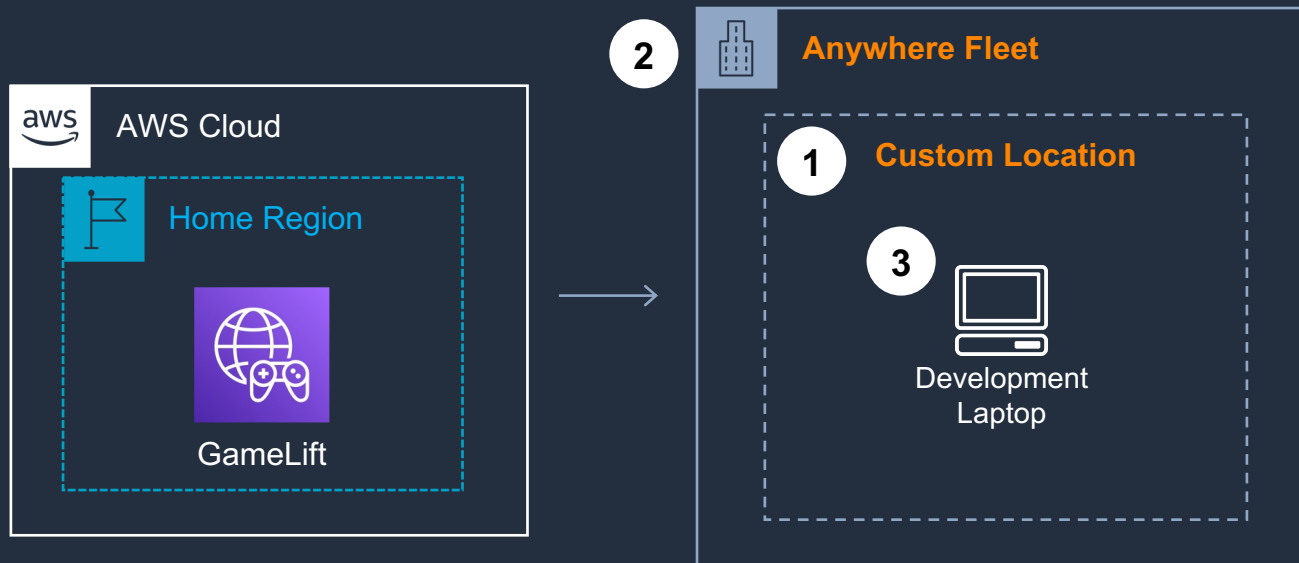 aws
AWS Cloud
Home Region
GameLift
2
Anywhere Fleet
1
Custom Location
3
Development
Laptop